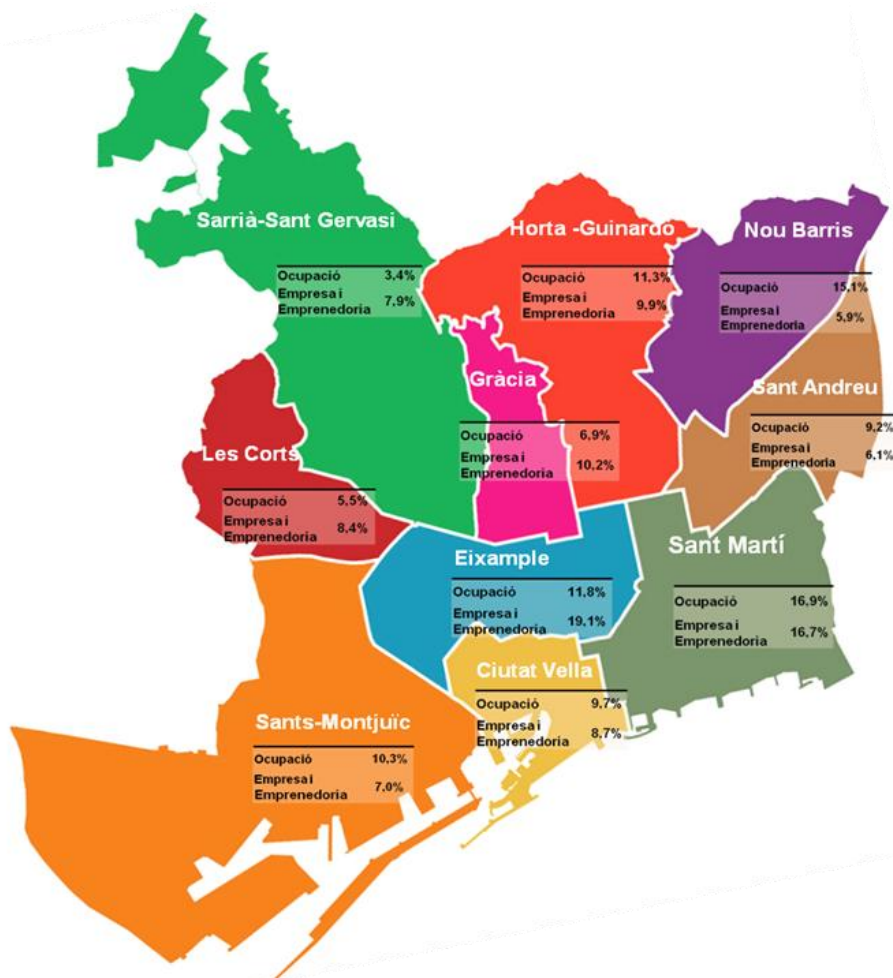 Sarrià-Sant Gervasi
Ocupació 3,4%
Empresa i
Emprenedoria 7,9%
Horta -Guinardó
Ocupació 11,3%
Empresa i
Emprenedoria 9,9%
Nou Barris
Ocupació 15,1%
Empresa i
Emprenedoria 5,9%
Gràcia
Ocupació 6,9%
Empresa i
Emprenedoria 10,2%
Sant Andreu
Ocupació 9,2%
Empresa i
Emprenedoria 6,1%
Les Corts
Ocupació 5,5%
Empresa i
Emprenedoria 8,4%
Eixample
Ocupació 11,8%
Empresa i
Emprenedoria 19,1%
Sant Martí
Ocupació 16,9%
Empresa i
Emprenedoria 16,7%
Ciutat Vella
Ocupació 9,7%
Empresa i
Emprenedoria 8,7%
Sants-Montjuïc
Ocupació 10,3%
Empresa i
Emprenedoria 7,0%